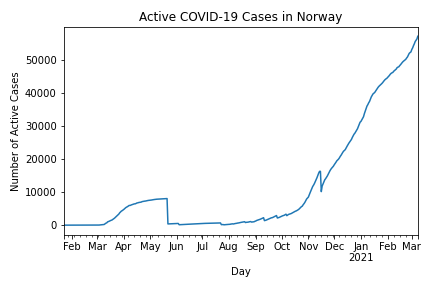 Active COVID-19 Cases in Norway
Number of Active Cases
50000
40000
30000
20000
10000
0
Feb Mar Apr May Jun Jul Aug Sep Oct Nov Dec Jan Feb Mar
2021
Day